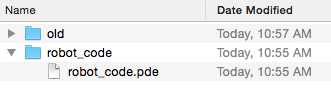 Name Date Modified
old Today, 10:57 AM
robot_code Today, 10:55 AM
robot_code.pde Today, 10:55 AM